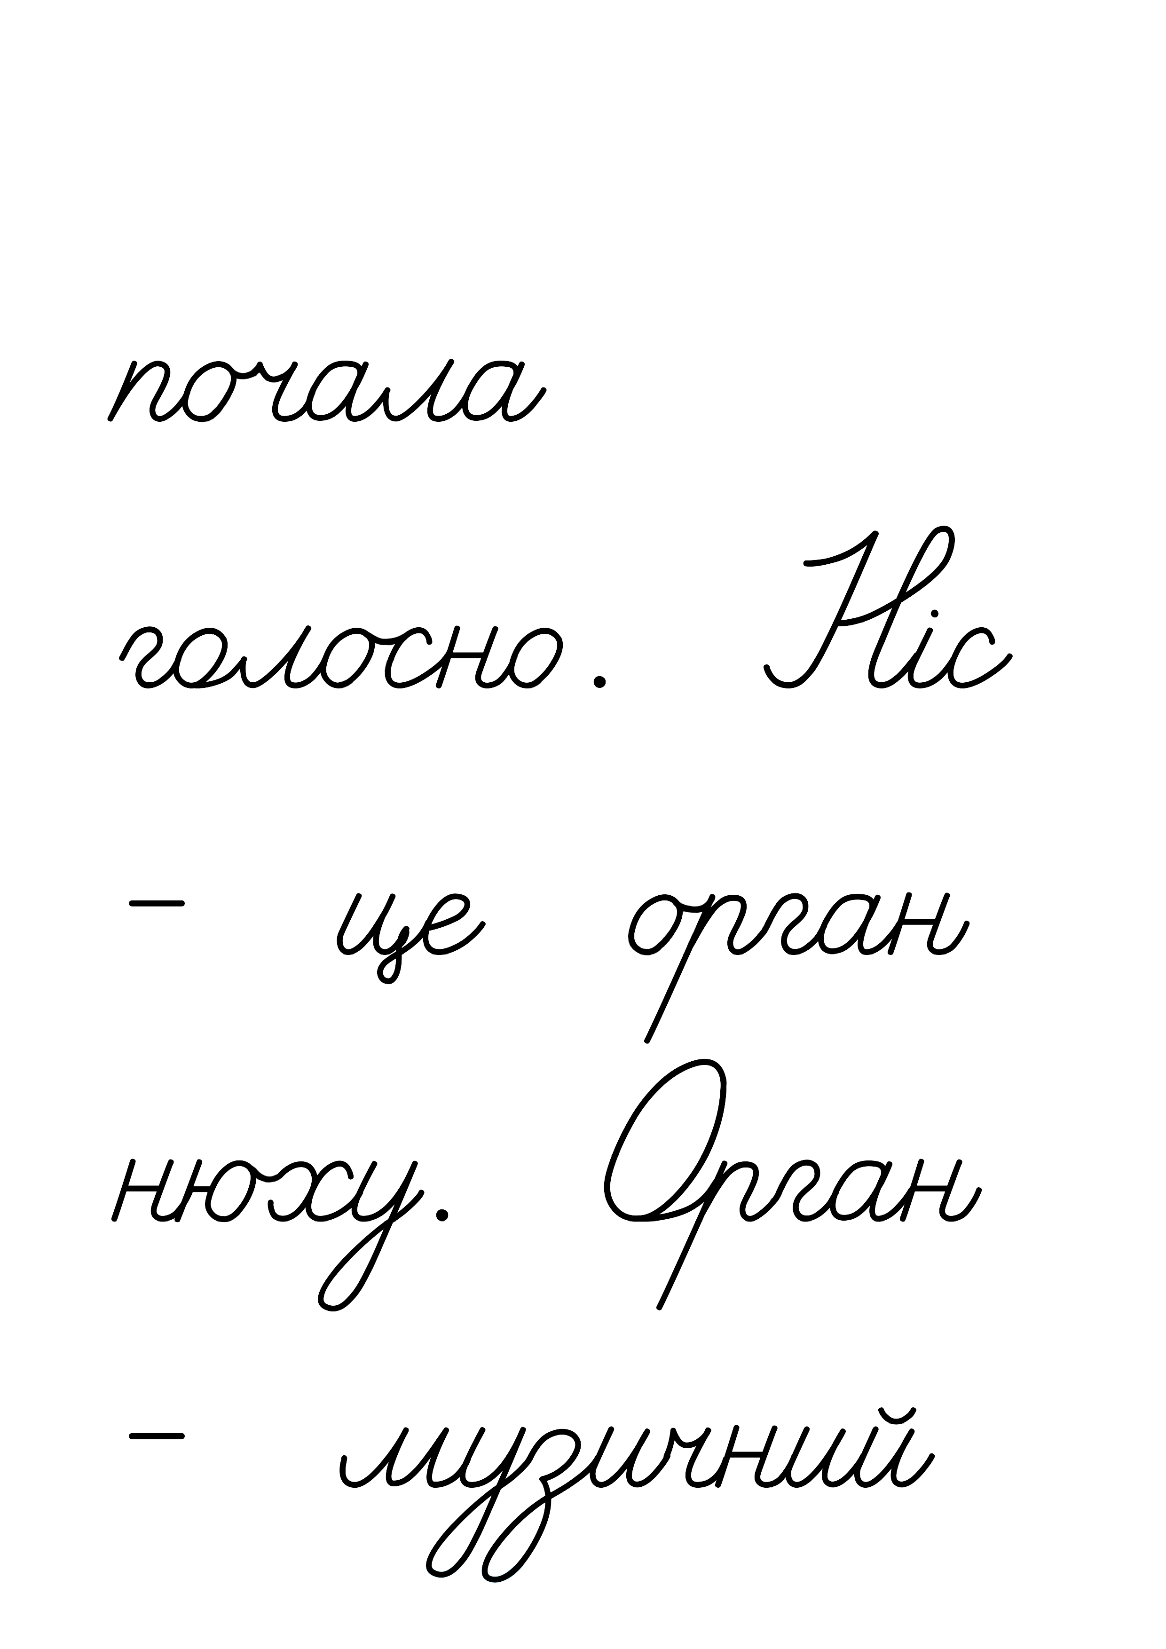 почала
голосно. Ніс
- це орган
нюху. Орган
- музичний